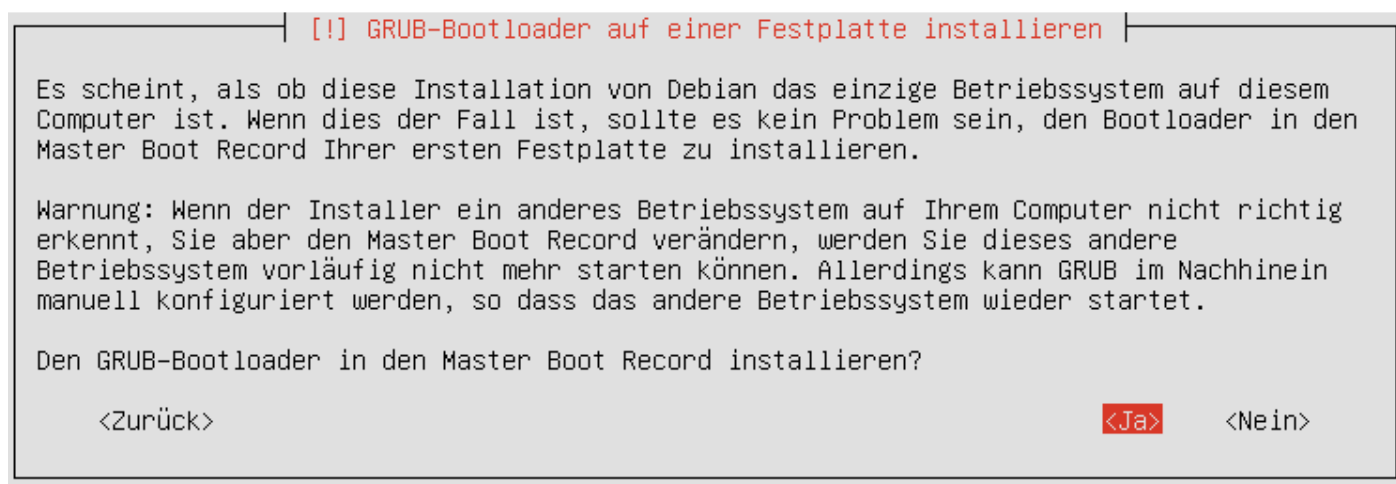 [!] GRUB-Bootloader auf einer Festplatte installieren
Es scheint, als ob diese Installation von Debian das einzige Betriebssystem auf diesem
Computer ist. Wenn dies der Fall ist, sollte es kein Problem sein, den Bootloader in den
Master Boot Record Ihrer ersten Festplatte zu installieren.
Warnung: Wenn der Installer ein anderes Betriebssystem auf Ihrem Computer nicht richtig
erkennt, Sie aber den Master Boot Record verändern, werden Sie dieses andere
Betriebssystem vorläufig nicht mehr starten können. Allerdings kann GRUB im Nachhinein
manuell konfiguriert werden, so dass das andere Betriebssystem wieder startet.
Den GRUB-Bootloader in den Master Boot Record installieren?
<Zurück> <Ja> <Nein>